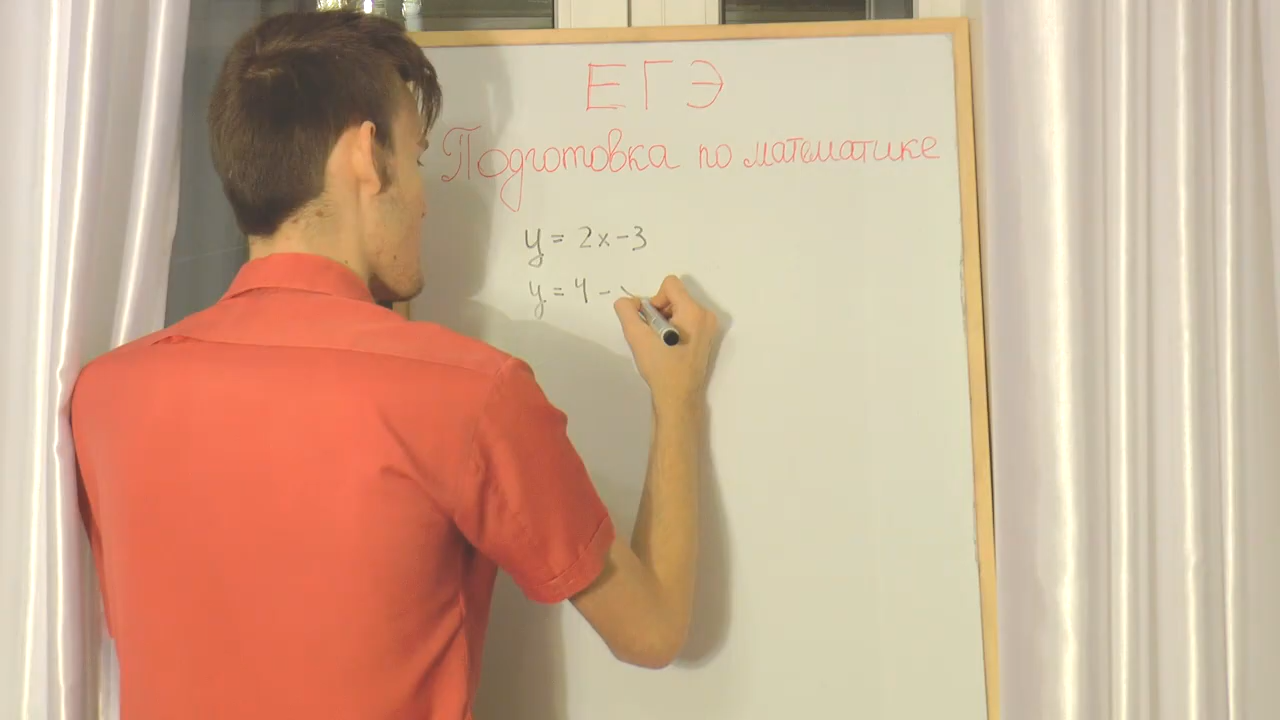 ЕГЭ
Подготовка по математике
y = 2x-3
y = 4 -